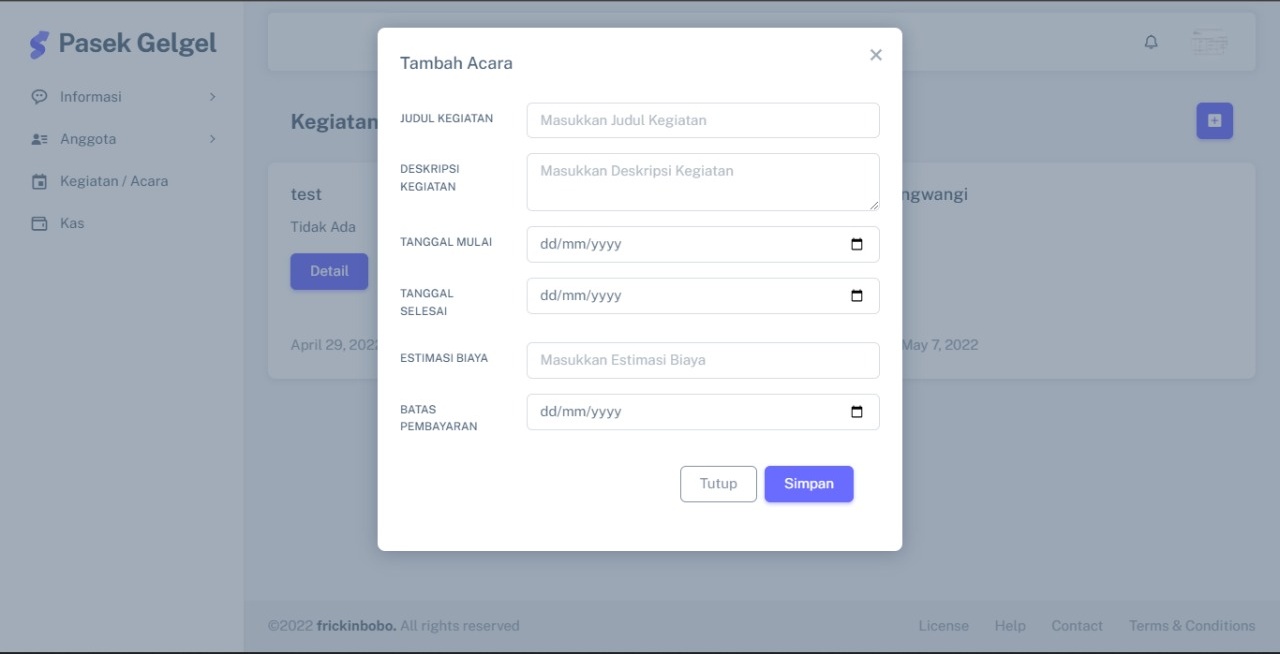 Pasek Gelgel
Informasi
Anggota
Kegiatan / Acara
Kas
Kegiatan
test
Tidak Ada
Detail
April 29, 202
Tambah Acara
JUDUL KEGIATAN
Masukkan Judul Kegiatan
DESKRIPSI
KEGIATAN
Masukkan Deskripsi Kegiatan
TANGGAL MULAI
dd/mm/yyyy
TANGGAL
SELESAI
dd/mm/yyyy
ESTIMASI BIAYA
Masukkan Estimasi Biaya
BATAS
PEMBAYARAN
dd/mm/yyyy
Tutup
Simpan
ngwangi
May 7, 2022
©2022 frickinbobo. All rights reserved
License Help Contact Terms & Conditions